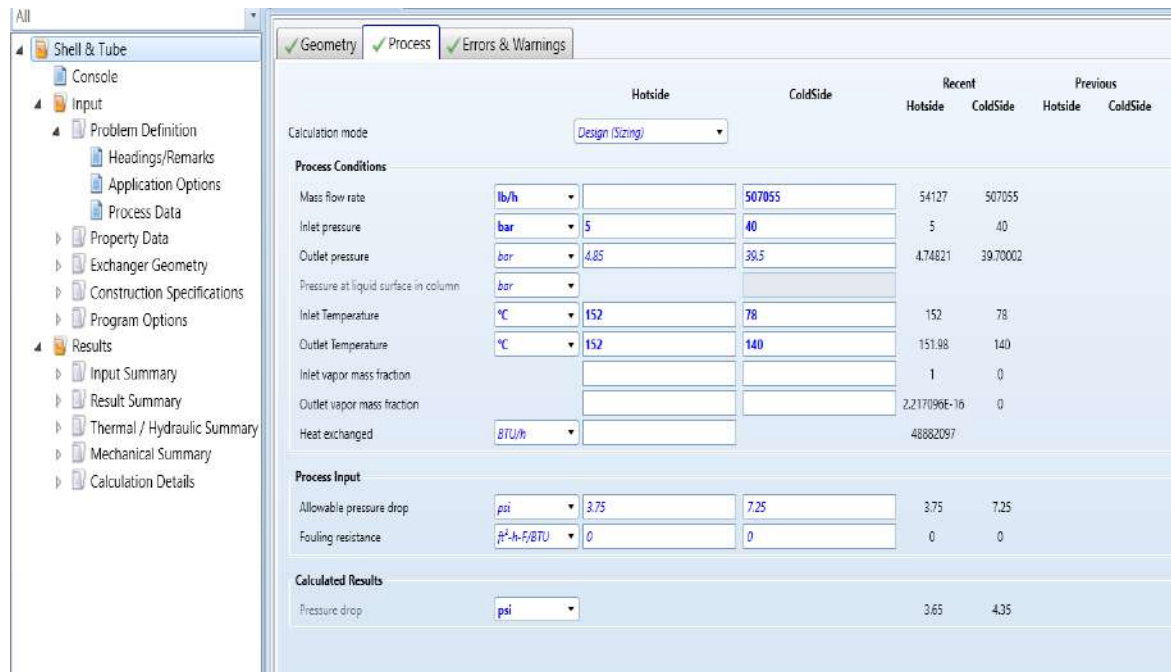 All
Shell & Tube
Console
Input
Problem Definition
Headings/Remarks
Application Options
Process Data
Property Data
Exchanger Geometry
Construction Specifications
Program Options
Results
Input Summary
Result Summary
Thermal / Hydraulic Summary
Mechanical Summary
Calculation Details
Geometry Process Errors & Warnings
Recent Previous
Hotside ColdSide Hotside ColdSide Hotside ColdSide
Calculation mode Design (Sizing)
Process Conditions
Mass flow rate lb/h 507055 54127 507055
Inlet pressure bar 5 40 5 40
Outlet pressure bar 4.85 39.5 4.74821 39.70002
Pressure at liquid surface in column bar
Inlet Temperature °C 152 78 152 78
Outlet Temperature °C 152 140 151.98 140
Inlet vapor mass fraction 1 0
Outlet vapor mass fraction 2.217096E-16 0
Heat exchanged BTU/h 48882097
Process Input
Allowable pressure drop psi 3.75 7.25 3.75 7.25
Fouling resistance ft²-h-F/BTU 0 0 0 0
Calculated Results
Pressure drop psi 3.65 4.35